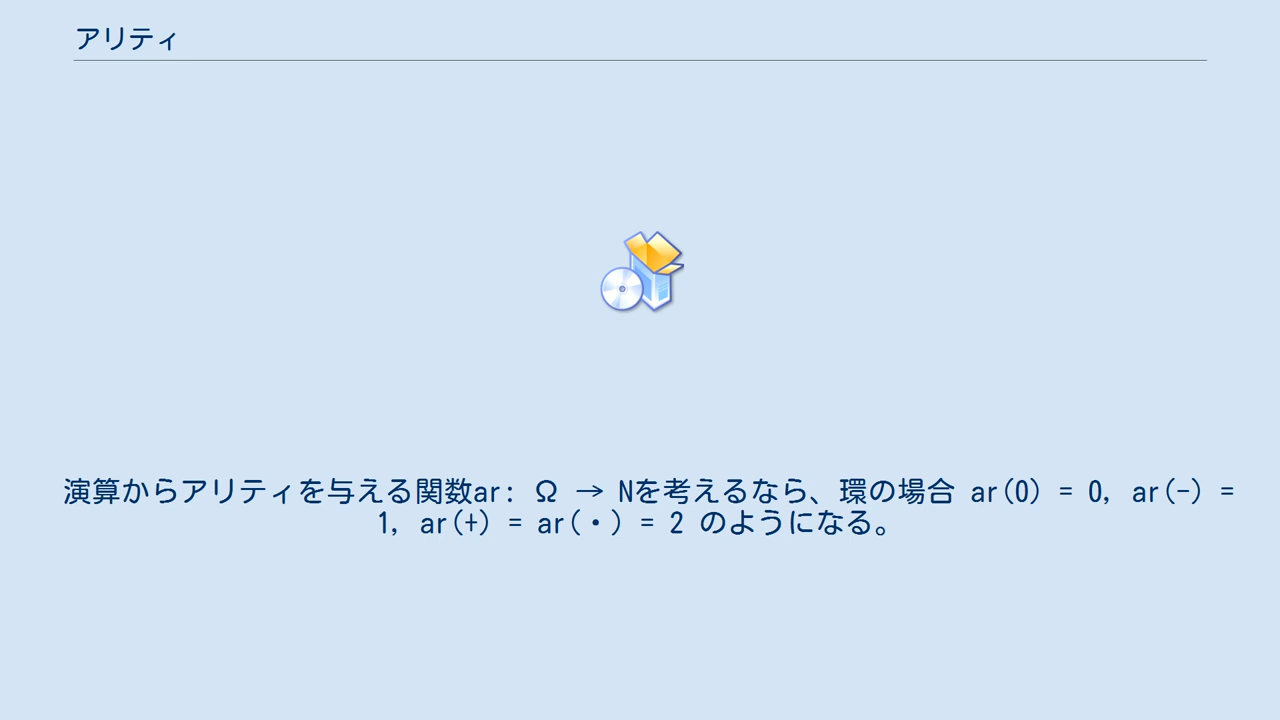 アリティ
演算からアリティを与える関数ar: Ω → Nを考えるなら、環の場合 ar(0) = 0, ar(-) =
1, ar(+) = ar(・) = 2 のようになる。